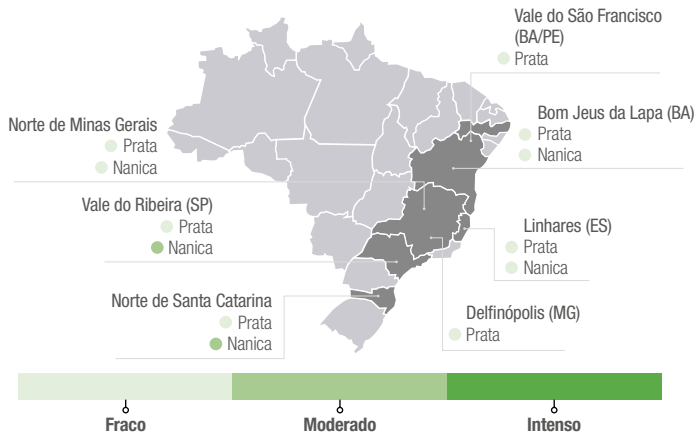 Vale do São Francisco
(BA/PE)
Prata
Norte de Minas Gerais
Prata
Nanica
Bom Jeus da Lapa (BA)
Prata
Nanica
Vale do Ribeira (SP)
Prata
Nanica
Linhares (ES)
Prata
Nanica
Norte de Santa Catarina
Prata
Nanica
Delfinópolis (MG)
Prata
Fraco
Moderado
Intenso